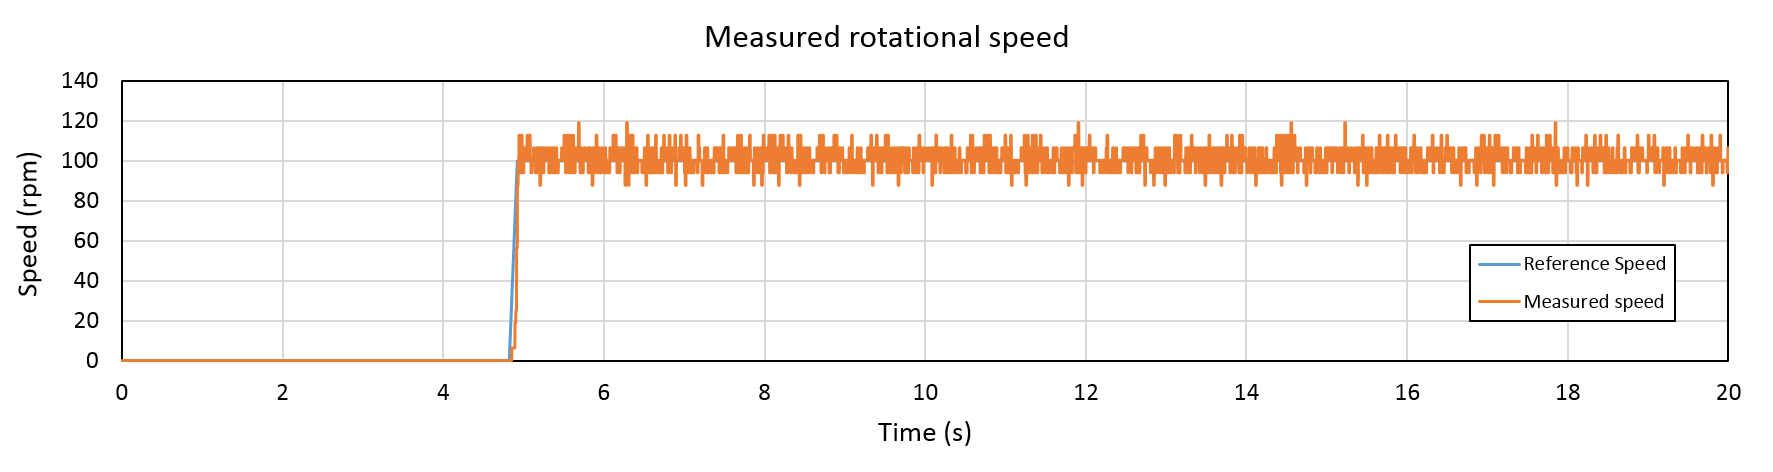 Measured rotational speed
140
120
100
80
60
40
20
0
Speed (rpm)
Reference Speed
Measured speed
0 2 4 6 8 10 12 14 16 18 20
Time (s)